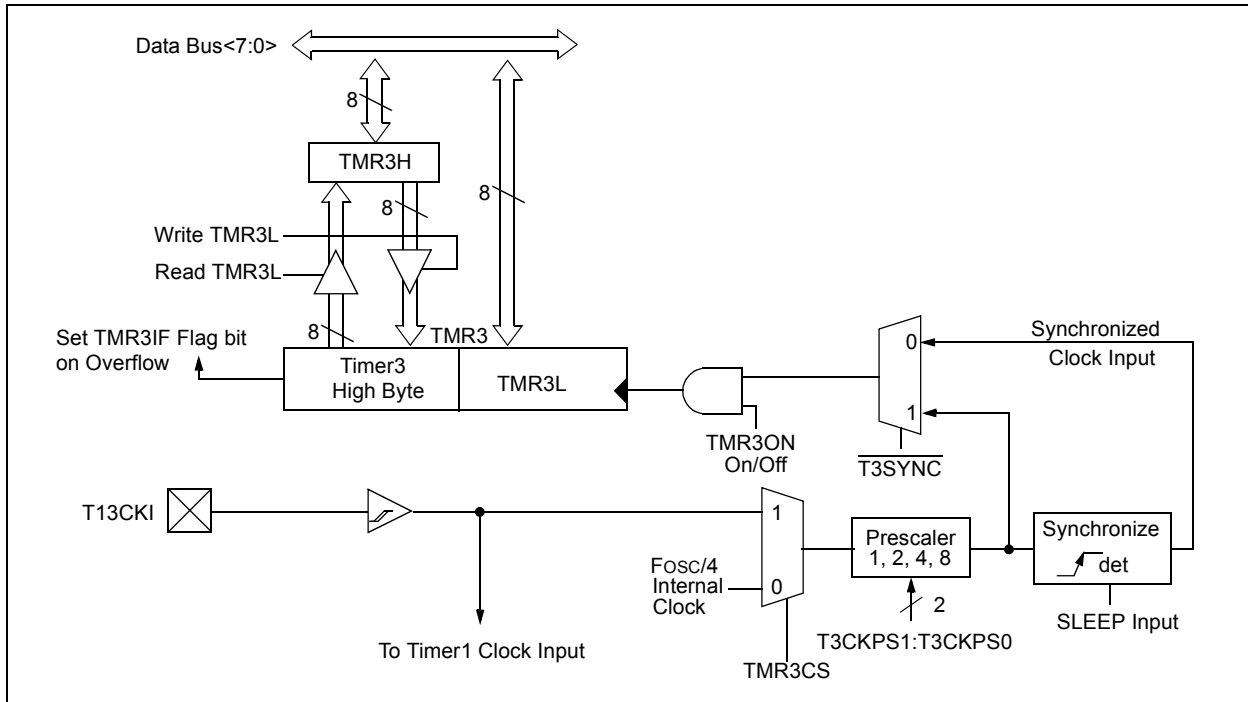 Data Bus<7:0>
8
TMR3H
8
8
Write TMR3L
Read TMR3L
8
TMR3
Set TMR3IF Flag bit
on Overflow
Timer3
High Byte
TMR3L
0
Synchronized
Clock Input
1
TMR3ON
On/Off
T3SYNC
T13CKI
1
Prescaler
1, 2, 4, 8
Synchronize
det
FOSC/4
Internal
Clock
0
2
SLEEP Input
To Timer1 Clock Input
T3CKPS1:T3CKPS0
TMR3CS